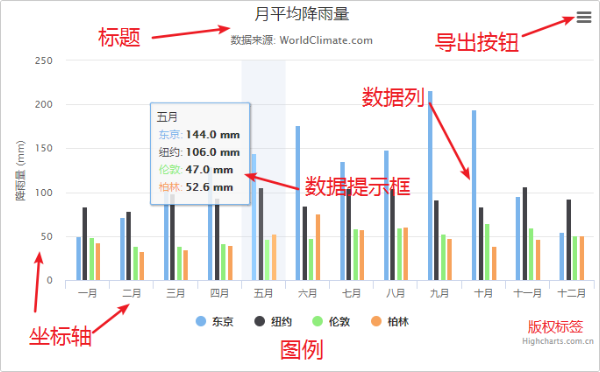 月平均降雨量
标题
数据来源: WorldClimate.com
导出按钮
250
200
150
100
50
0
降雨量 (mm)
数据列
五月
东京: 144.0 mm
纽约: 106.0 mm
伦敦: 47.0 mm
柏林: 52.6 mm
数据提示框
一月 二月 三月 四月 五月 六月 七月 八月 九月 十月 十一月 十二月
坐标轴
东京 纽约 伦敦 柏林
图例
版权标签
Highcharts.com.cn